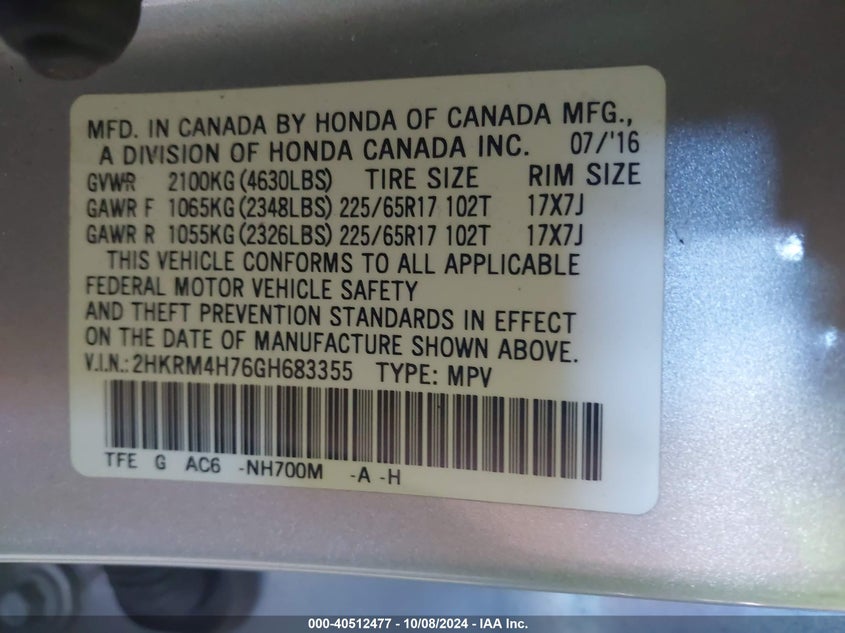 MFD. IN CANADA BY HONDA OF CANADA MFG.,
A DIVISION OF HONDA CANADA INC. 07/'16
GVWR 2100KG (4630LBS) TIRE SIZE RIM SIZE
GAWR F 1065KG (2348LBS) 225/65R17 102T 17X7J
GAWR R 1055KG (2326LBS) 225/65R17 102T 17X7J
THIS VEHICLE CONFORMS TO ALL APPLICABLE
FEDERAL MOTOR VEHICLE SAFETY
AND THEFT PREVENTION STANDARDS IN EFFECT
ON THE DATE OF MANUFACTURE SHOWN ABOVE.
V.I.N.: 2HKRM4H76GH683355 TYPE: MPV
TFE G AC6 -NH700M -A -H
000-40512477 - 10/08/2024 - IAA Inc.